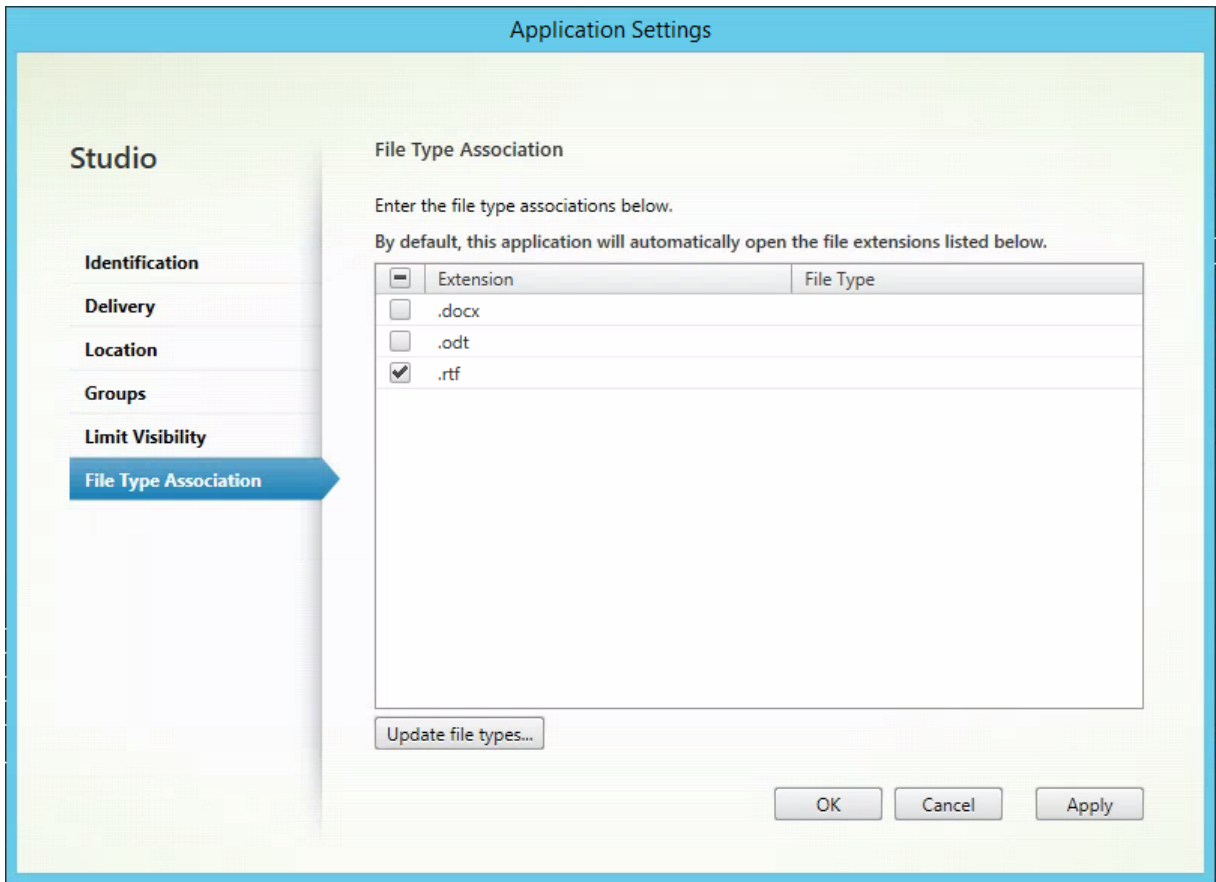 Application Settings
Studio
Identification
Delivery
Location
Groups
Limit Visibility
File Type Association
File Type Association
Enter the file type associations below.
By default, this application will automatically open the file extensions listed below.
Extension File Type
.docx
.odt
.rtf
Update file types...
OK Cancel Apply